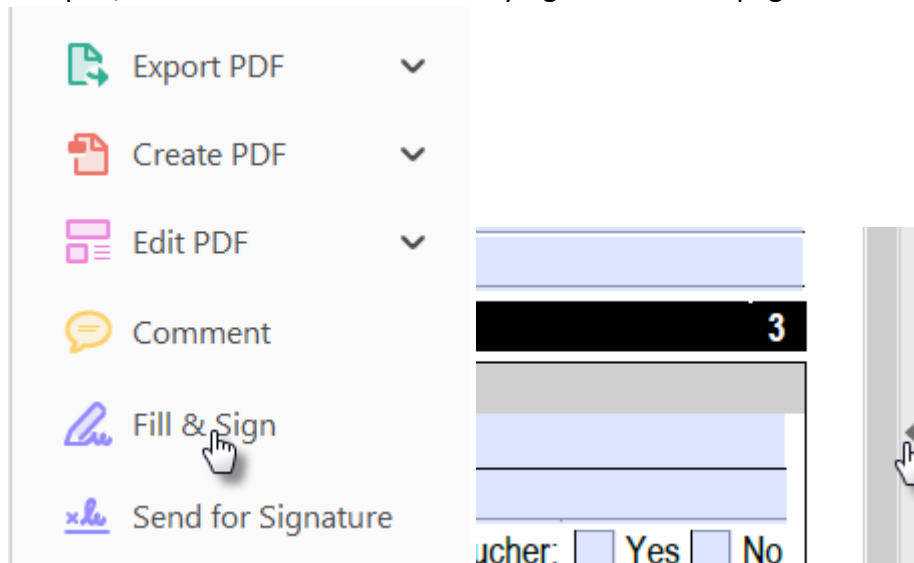 Export PDF
Create PDF
Edit PDF
Comment
Fill & Sign
Send for Signature
3
ucher: Yes No